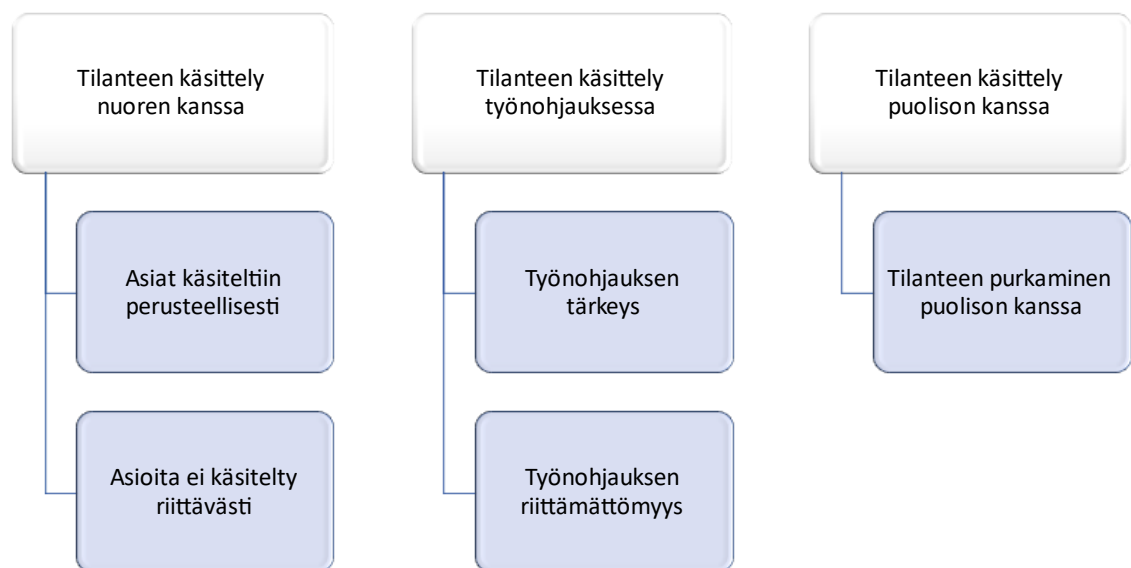 Tilanteen käsittely
nuoren kanssa
Asiat käsiteltiin
perusteellisesti
Asioita ei käsitelty
riittävästi
Tilanteen käsittely
työnohjauksessa
Työnohjauksen
tärkeys
Työnohjauksen
riittämättömyys
Tilanteen käsittely
puolison kanssa
Tilanteen purkaminen
puolison kanssa